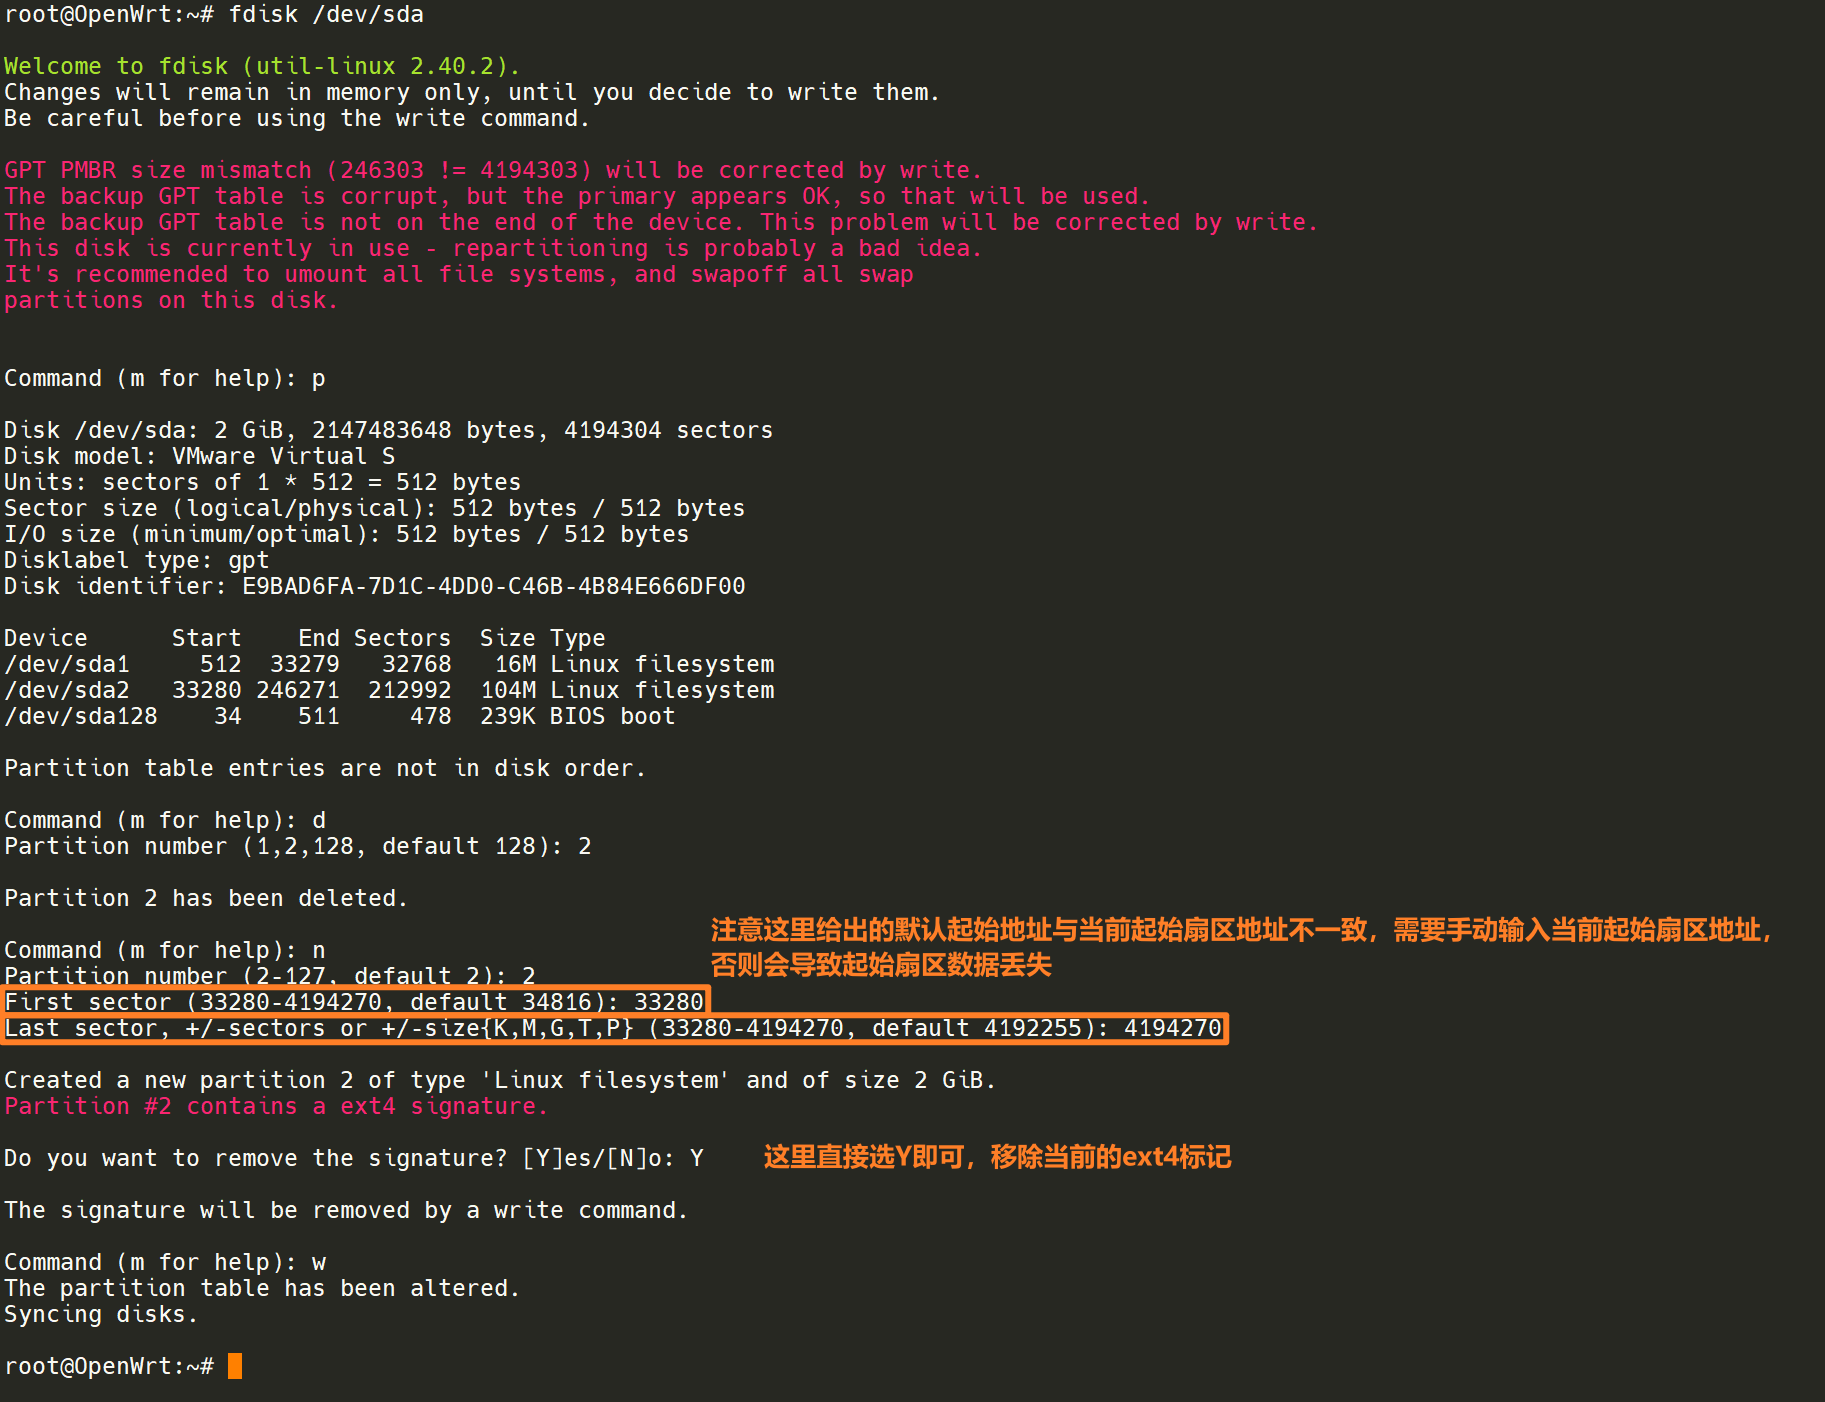 root@OpenWrt:~# fdisk /dev/sda
Welcome to fdisk (util-linux 2.40.2).
Changes will remain in memory only, until you decide to write them.
Be careful before using the write command.
GPT PMBR size mismatch (246303 != 4194303) will be corrected by write.
The backup GPT table is corrupt, but the primary appears OK, so that will be used.
The backup GPT table is not on the end of the device. This problem will be corrected by write.
This disk is currently in use - repartitioning is probably a bad idea.
It's recommended to umount all file systems, and swapoff all swap
partitions on this disk.
Command (m for help): p
Disk /dev/sda: 2 GiB, 2147483648 bytes, 4194304 sectors
Disk model: VMware Virtual S
Units: sectors of 1 * 512 = 512 bytes
Sector size (logical/physical): 512 bytes / 512 bytes
I/O size (minimum/optimal): 512 bytes / 512 bytes
Disklabel type: gpt
Disk identifier: E9BAD6FA-7D1C-4DD0-C46B-4B84E666DF00
Device      Start    End Sectors  Size Type
/dev/sda1     512  33279   32768   16M Linux filesystem
/dev/sda2   33280 246271  212992  104M Linux filesystem
/dev/sda128    34    511     478  239K BIOS boot
Partition table entries are not in disk order.
Command (m for help): d
Partition number (1,2,128, default 128): 2
Partition 2 has been deleted.
注意这里给出的默认起始地址与当前起始扇区地址不一致，需要手动输入当前起始扇区地址，
否则会导致起始扇区数据丢失
Command (m for help): n
Partition number (2-127, default 2): 2
First sector (33280-4194270, default 34816): 33280
Last sector, +/-sectors or +/-size{K,M,G,T,P} (33280-4194270, default 4192255): 4194270
Created a new partition 2 of type 'Linux filesystem' and of size 2 GiB.
Partition #2 contains a ext4 signature.
Do you want to remove the signature? [Y]es/[N]o: Y 这里直接选Y即可，移除当前的ext4标记
The signature will be removed by a write command.
Command (m for help): w
The partition table has been altered.
Syncing disks.
root@OpenWrt:~#